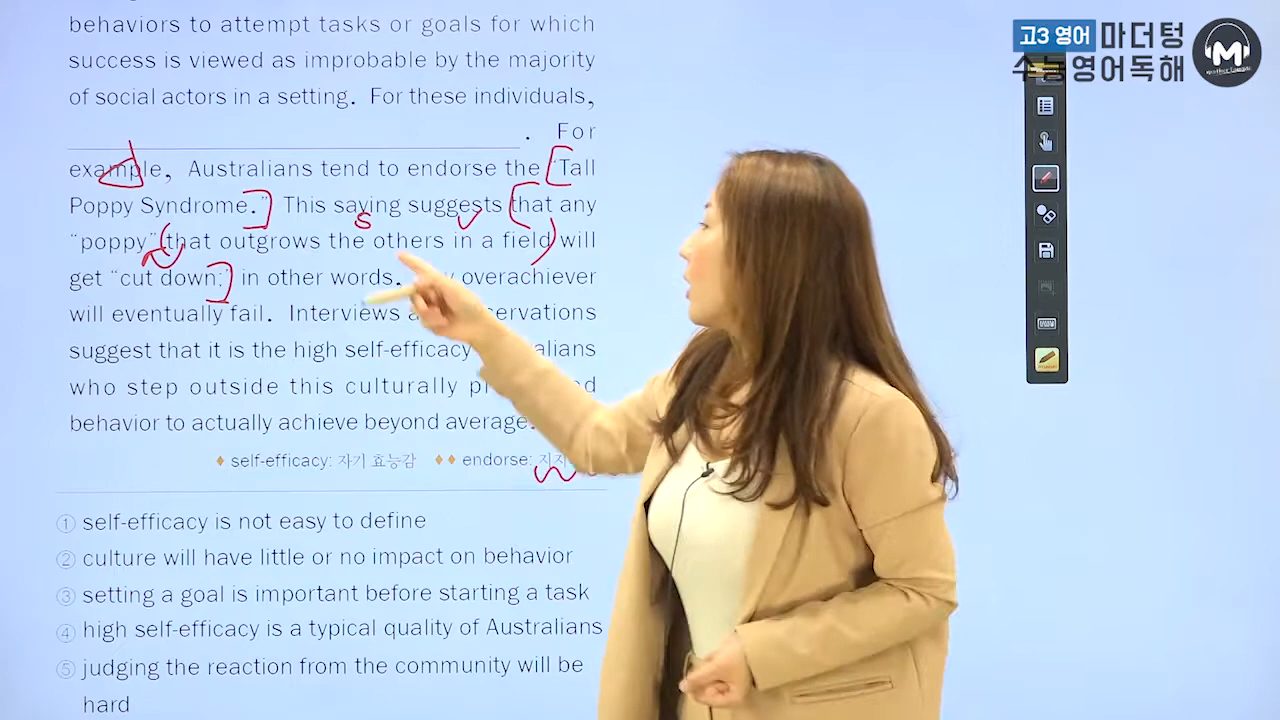 behaviors to attempt tasks or goals for which
success is viewed as improbable by the majority
of social actors in a setting. For these individuals,
. For
example, Australians tend to endorse the “Tall
Poppy Syndrome.” This saying suggests that any
“poppy” that outgrows the others in a field will
get “cut down;” in other words, overachiever
will eventually fail. Interviews
suggest that it is the high self-efficacy
who step outside this culturally
behavior to actually achieve beyond average.
♦ self-efficacy: 자기 효능감 ♦♦ endorse:
① self-efficacy is not easy to define
② culture will have little or no impact on behavior
③ setting a goal is important before starting a task
④ high self-efficacy is a typical quality of Australians
⑤ judging the reaction from the community will be
hard
S
고3 영어 마더텅
수능영어독해
M
mother tongue